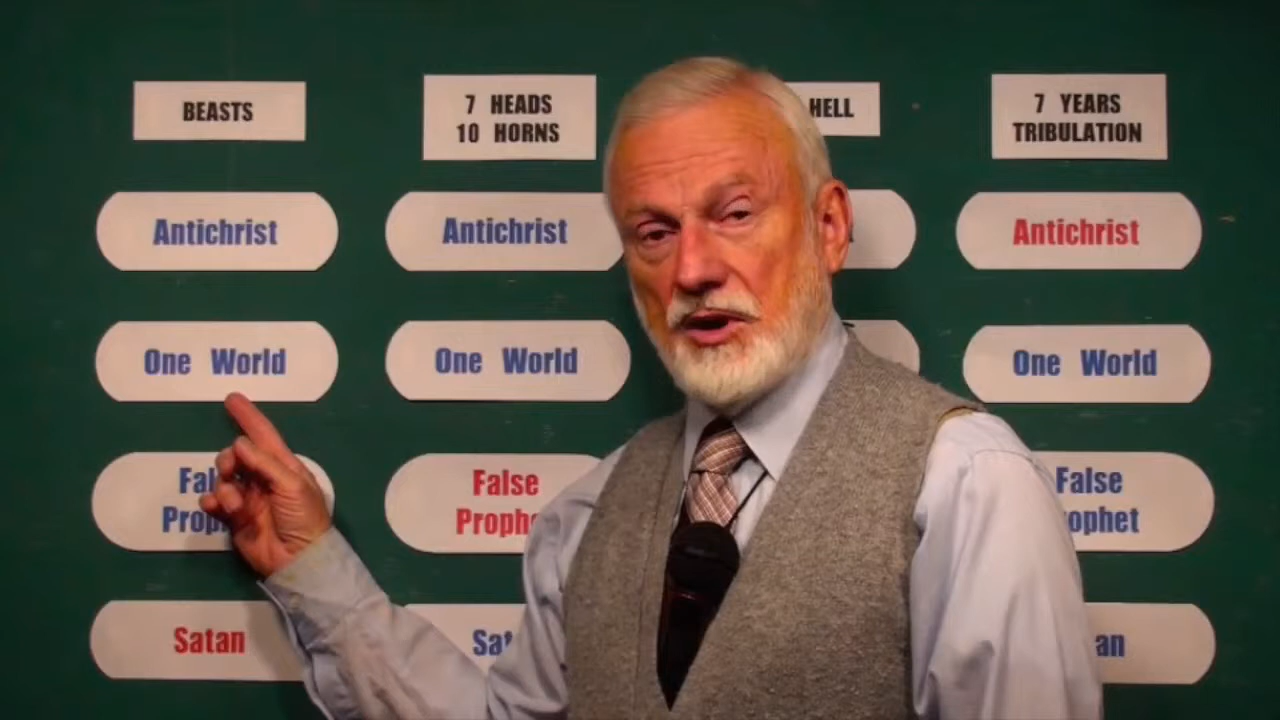 BEASTS
7 HEADS
10 HORNS
HELL
7 YEARS
TRIBULATION
Antichrist
Antichrist
Antichrist
One World
One World
One World
False
False
Prophet
Satan